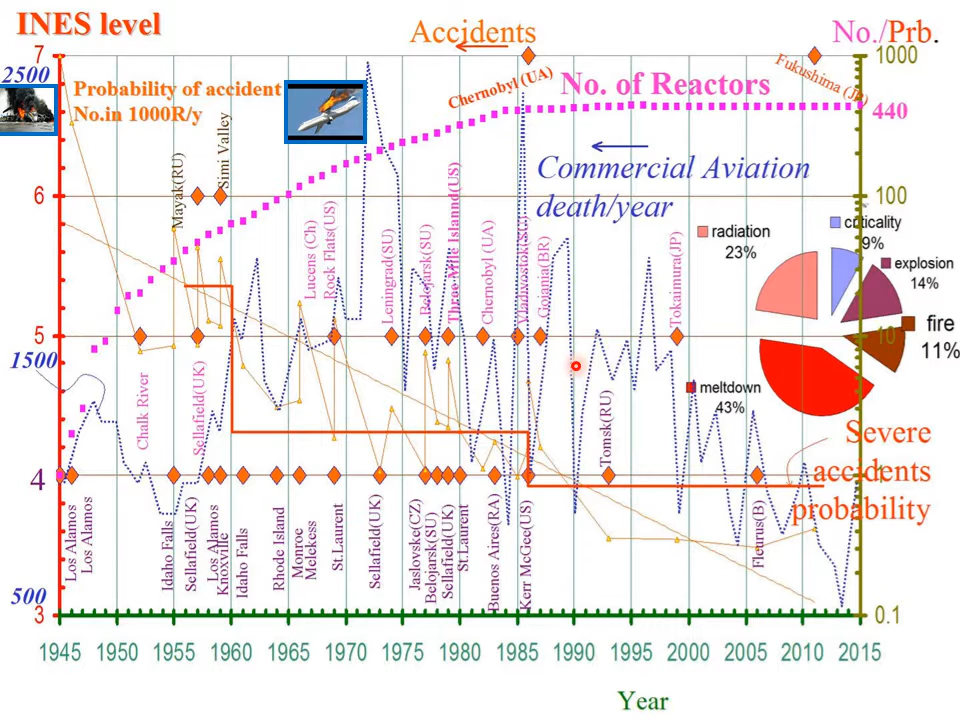 INES level
Accidents
No./Prb.
7
2500
Probability of accident
No.in 1000R/y
Chernobyl (UA)
No. of Reactors
Fukushima (JP)
1000
440
Commercial Aviation
death/year
Mayak(RU)
Simi Valley
6
100
radiation
23%
criticality
9%
explosion
14%
fire
11%
meltdown
43%
Lucens (Ch)
Rock Flats(US)
Leningrad(SU)
Belojarsk(SU)
Three Mile Islannd(US)
Chernobyl (UA)
Vladivostok(SU)
Gojania(BR)
Tokaimura(JP)
5
10
1500
Chalk River
Sellafield(UK)
Tomsk(RU)
Severe
accidents
probability
4
1
Los Alamos
Los Alamos
Idaho Falls
Sellafield(UK)
Los Alamos
Knoxville
Idaho Falls
Rhode Island
Monroe
Melekess
St.Laurent
Sellafield(UK)
Jaslovske(CZ)
Belojarsk(SU)
Sellafield(UK)
St.Laurent
Buenos Aires(RA)
Kerr McGee(US)
Fleurus(B)
500
3
0.1
1945 1950 1955 1960 1965 1970 1975 1980 1985 1990 1995 2000 2005 2010 2015
Year